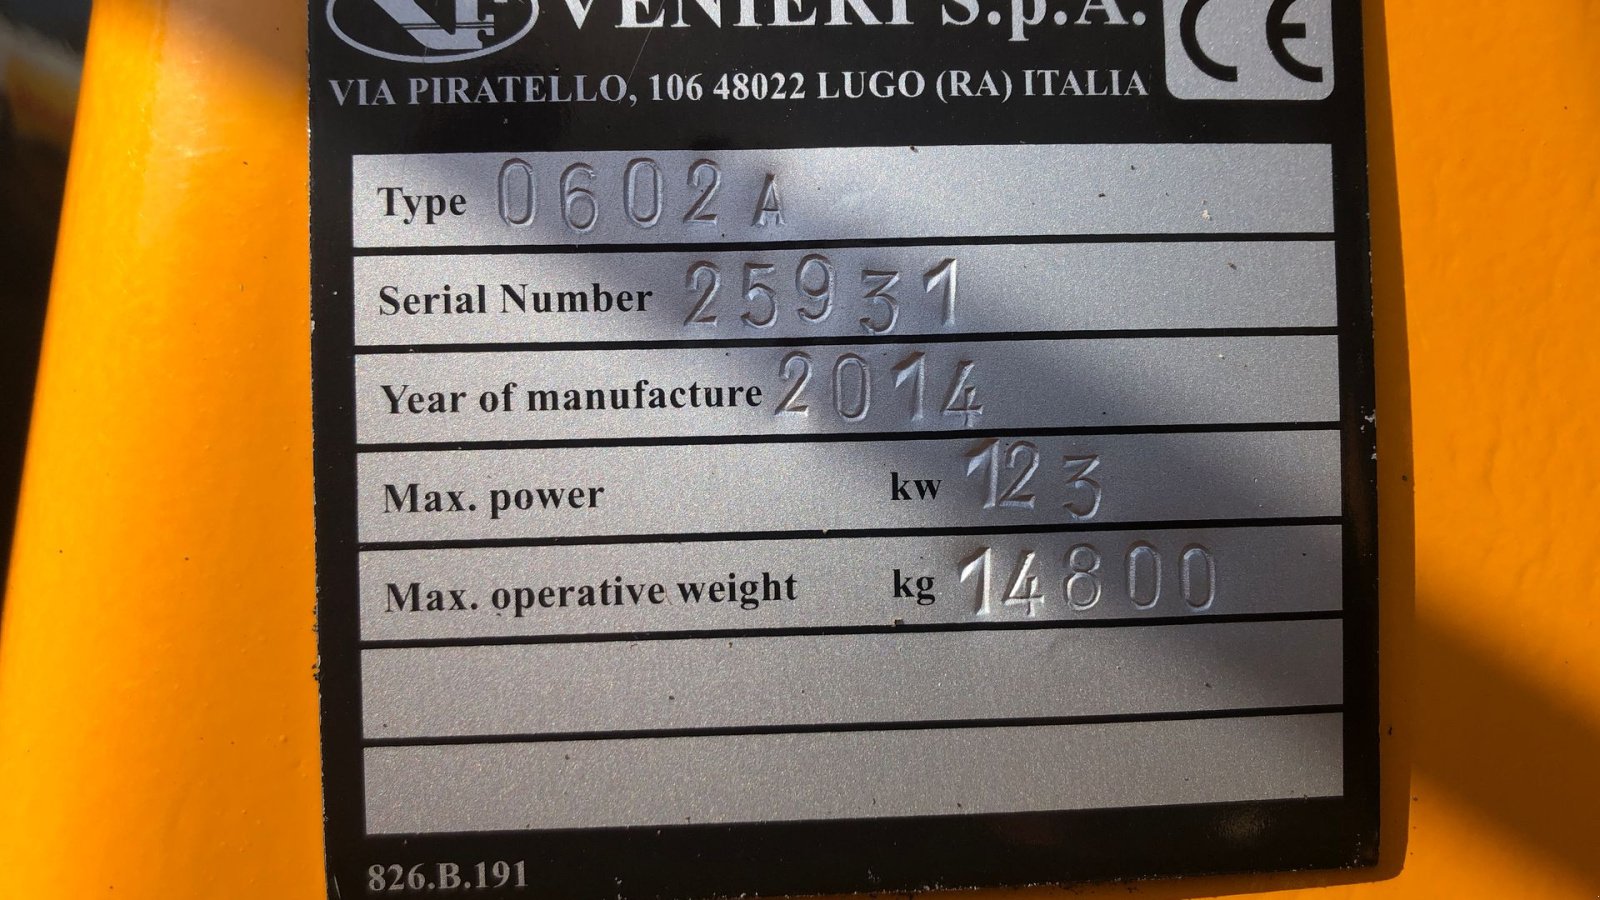 VENIERI S.p.A. CE
VIA PIRATELLO, 106 48022 LUGO (RA) ITALIA
Type 0602A
Serial Number 25931
Year of manufacture 2014
Max. power kw 123
Max. operative weight kg 14800
826.B.191